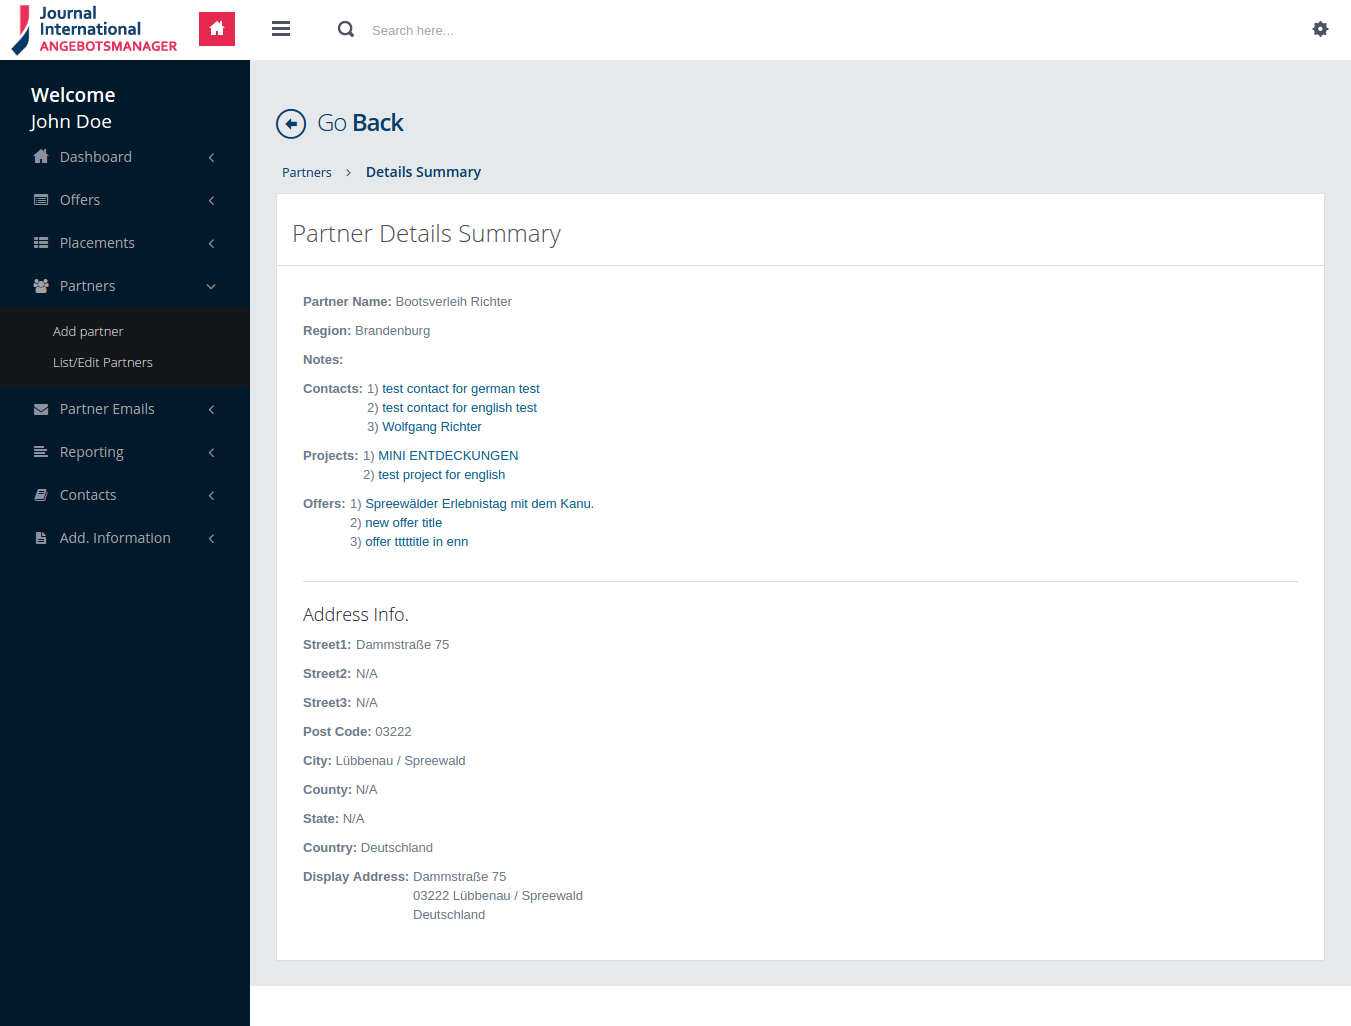 Journal
International
ANGEBOTSMANAGER
Search here...
Welcome
John Doe
Dashboard
Offers
Placements
Partners
Add partner
List/Edit Partners
Partner Emails
Reporting
Contacts
Add. Information
Go Back
Partners > Details Summary
Partner Details Summary
Partner Name: Bootsverleih Richter
Region: Brandenburg
Notes:
Contacts: 1) test contact for german test
2) test contact for english test
3) Wolfgang Richter
Projects: 1) MINI ENTDECKUNGEN
2) test project for english
Offers: 1) Spreewälder Erlebnistag mit dem Kanu.
2) new offer title
3) offer tttttitle in enn
Address Info.
Street1: Dammstraße 75
Street2: N/A
Street3: N/A
Post Code: 03222
City: Lübbenau / Spreewald
County: N/A
State: N/A
Country: Deutschland
Display Address: Dammstraße 75
03222 Lübbenau / Spreewald
Deutschland